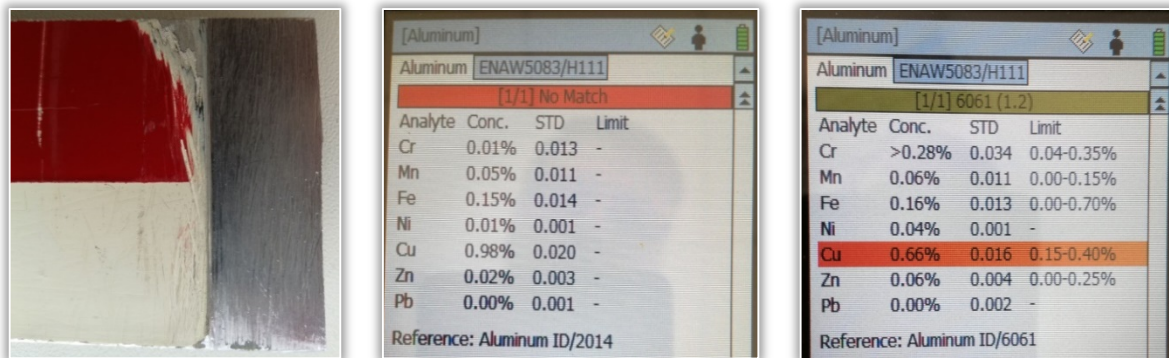 [Aluminum]
Aluminum ENAW5083/H111
[1/1] No Match
Analyte Conc. STD Limit
Cr 0.01% 0.013 -
Mn 0.05% 0.011 -
Fe 0.15% 0.014 -
Ni 0.01% 0.001 -
Cu 0.98% 0.020 -
Zn 0.02% 0.003 -
Pb 0.00% 0.001 -
Reference: Aluminum ID/2014
[Aluminum]
Aluminum ENAW5083/H111
[1/1] 6061 (1.2)
Analyte Conc. STD Limit
Cr >0.28% 0.034 0.04-0.35%
Mn 0.06% 0.011 0.00-0.15%
Fe 0.16% 0.013 0.00-0.70%
Ni 0.04% 0.001 -
Cu 0.66% 0.016 0.15-0.40%
Zn 0.06% 0.004 0.00-0.25%
Pb 0.00% 0.002 -
Reference: Aluminum ID/6061